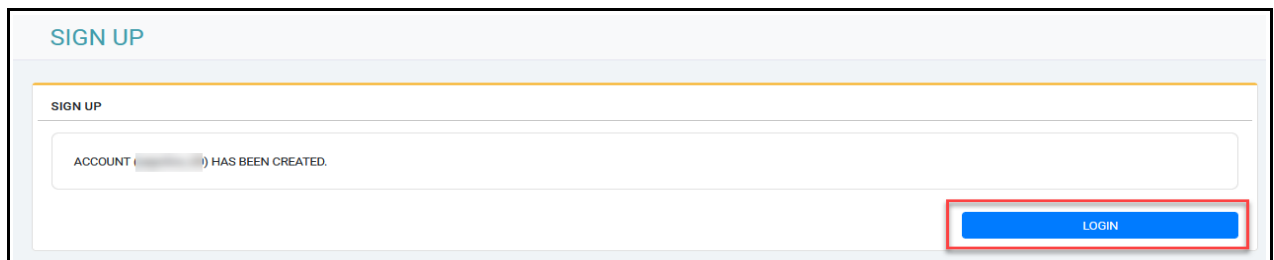 SIGN UP
SIGN UP
ACCOUNT ( ) HAS BEEN CREATED.
LOGIN